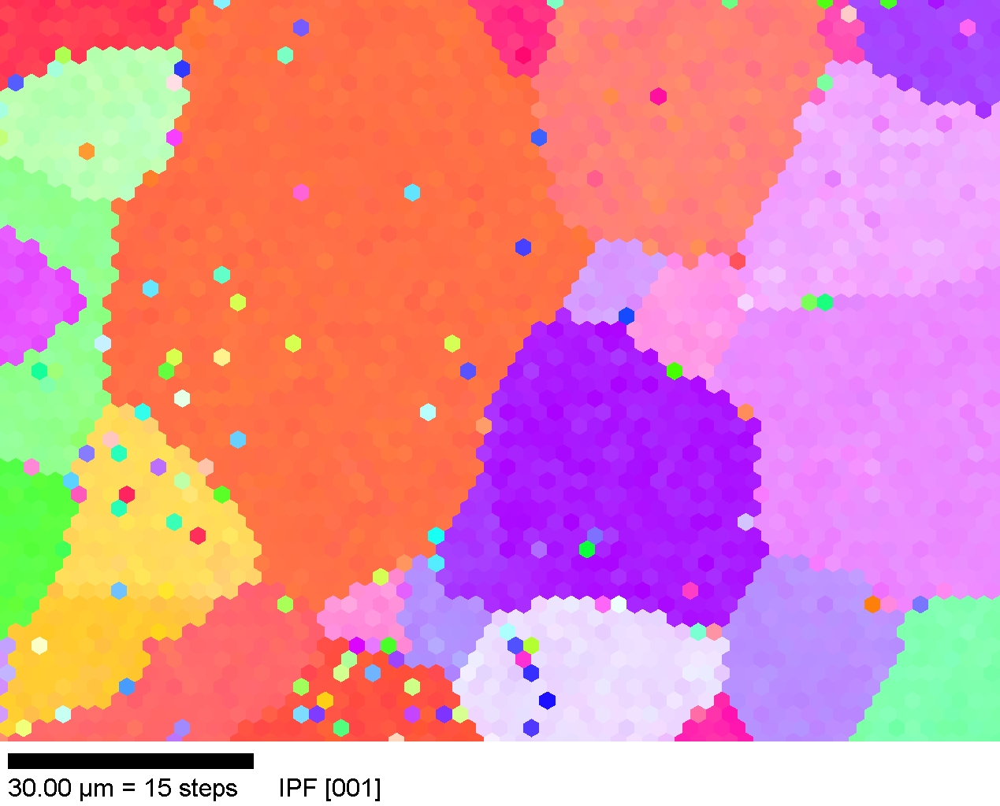 30.00 µm = 15 steps IPF [001]